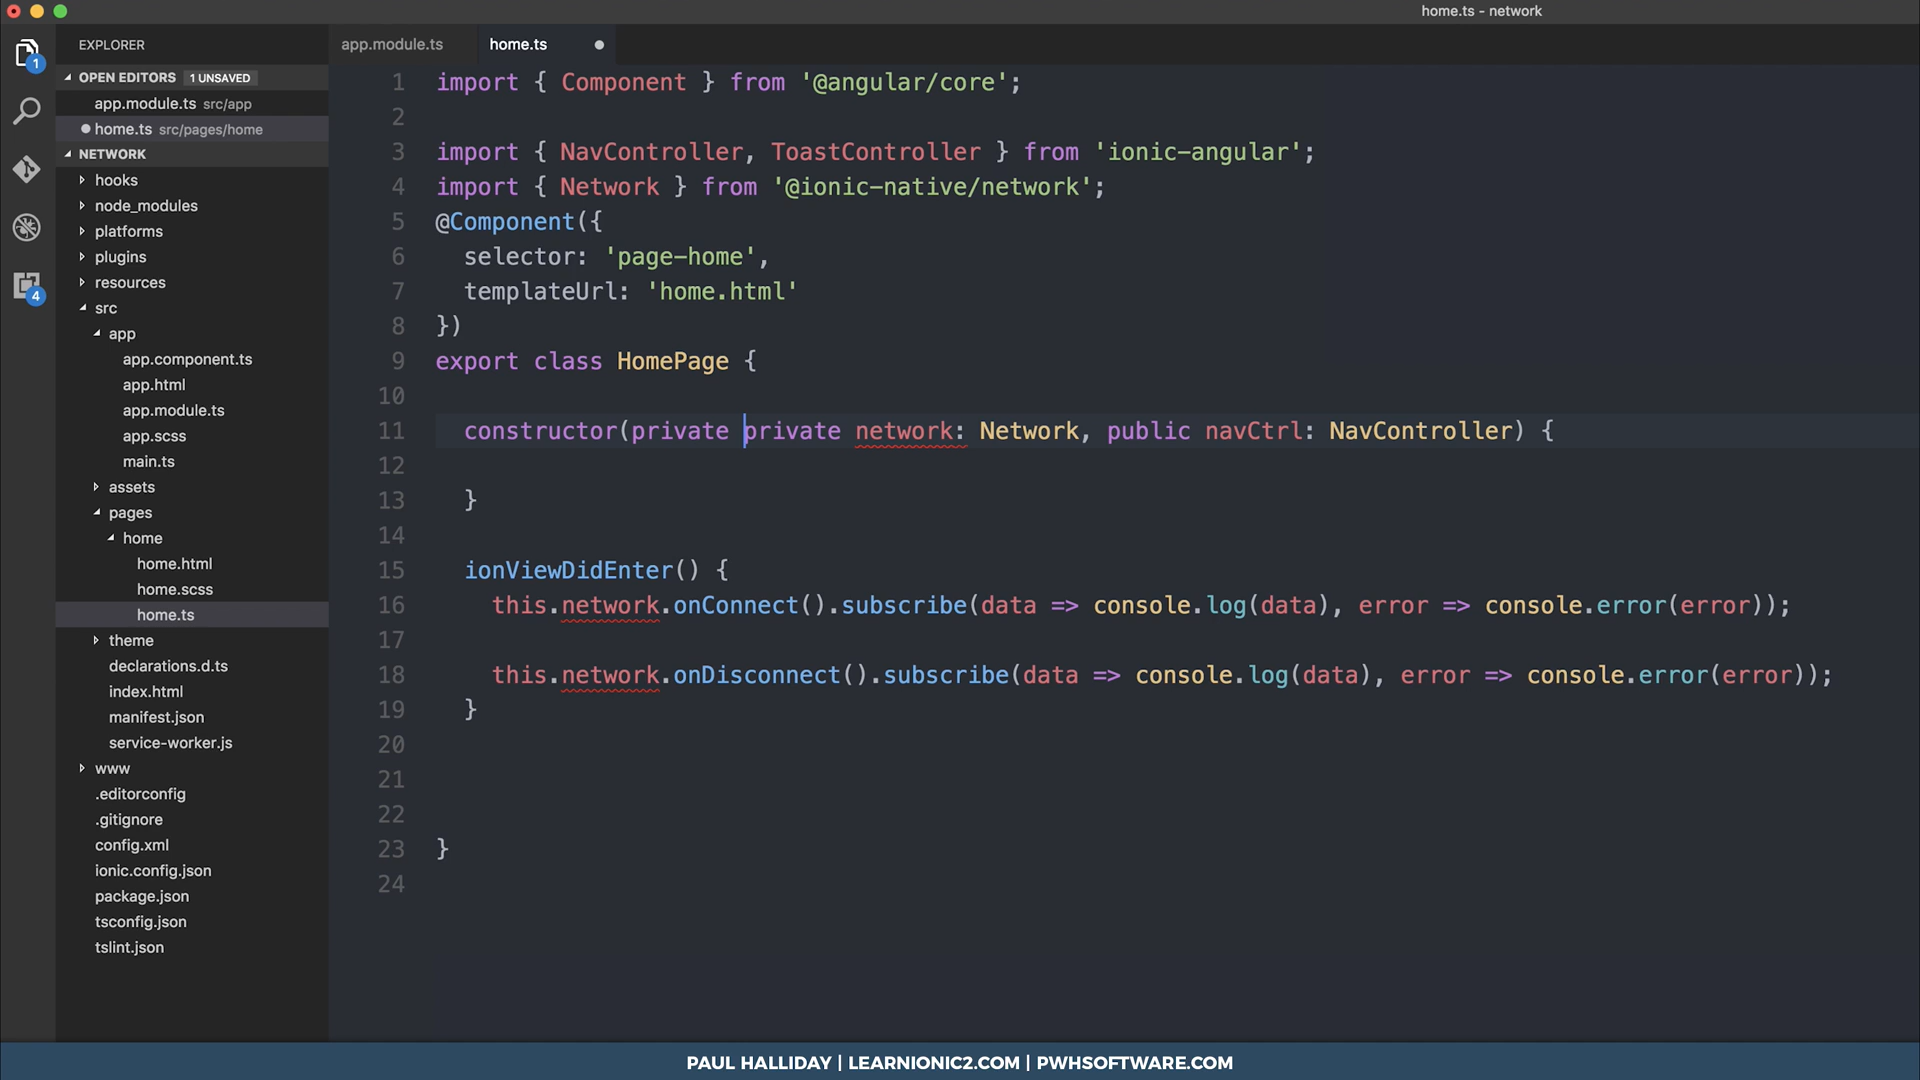 home.ts - network
EXPLORER
OPEN EDITORS 1 UNSAVED
app.module.ts src/app
home.ts src/pages/home
NETWORK
hooks
node_modules
platforms
plugins
resources
src
app
app.component.ts
app.html
app.module.ts
app.scss
main.ts
assets
pages
home
home.html
home.scss
home.ts
theme
declarations.d.ts
index.html
manifest.json
service-worker.js
www
.editorconfig
.gitignore
config.xml
ionic.config.json
package.json
tsconfig.json
tslint.json
1
4
app.module.ts home.ts
1 import { Component } from '@angular/core';
2
3 import { NavController, ToastController } from 'ionic-angular';
4 import { Network } from '@ionic-native/network';
5 @Component({
6 selector: 'page-home',
7 templateUrl: 'home.html'
8 })
9 export class HomePage {
10
11 constructor(private private network: Network, public navCtrl: NavController) {
12
13 }
14
15 ionViewDidEnter() {
16 this.network.onConnect().subscribe(data => console.log(data), error => console.error(error));
17
18 this.network.onDisconnect().subscribe(data => console.log(data), error => console.error(error));
19 }
20
21
22
23 }
24
PAUL HALLIDAY | LEARNIONIC2.COM | PWHSOFTWARE.COM